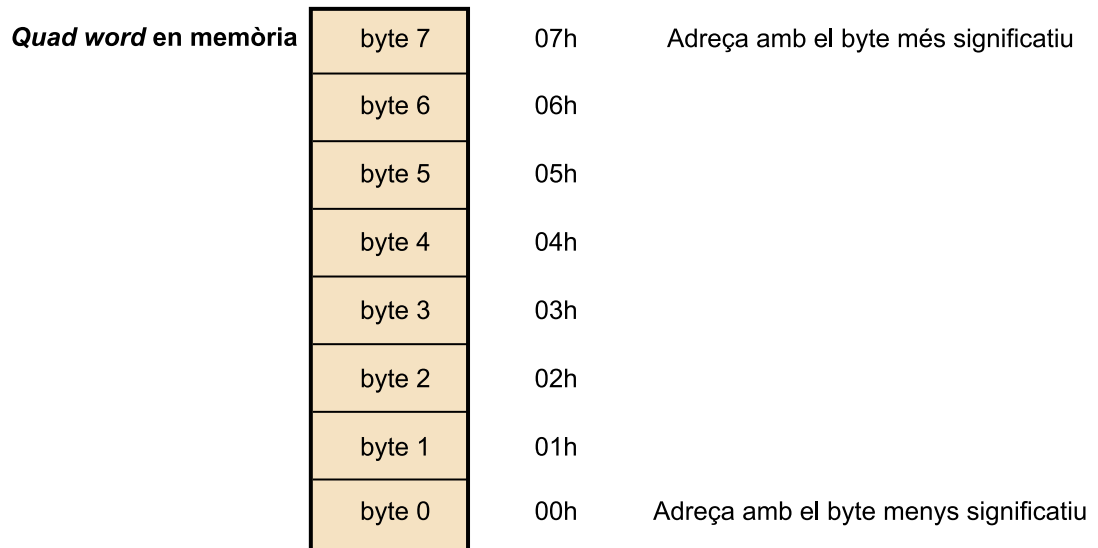 Quad word en memòria byte 7 07h Adreça amb el byte més significatiu
byte 6 06h
byte 5 05h
byte 4 04h
byte 3 03h
byte 2 02h
byte 1 01h
byte 0 00h Adreça amb el byte menys significatiu